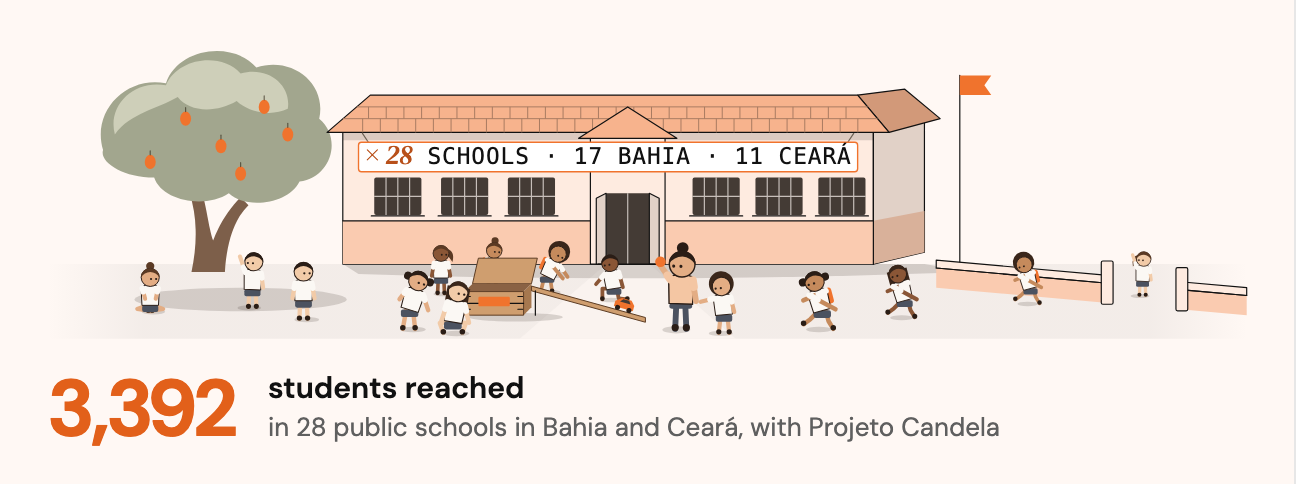 × 28 SCHOOLS · 17 BAHIA · 11 CEARÁ
3,392
students reached
in 28 public schools in Bahia and Ceará, with Projeto Candela